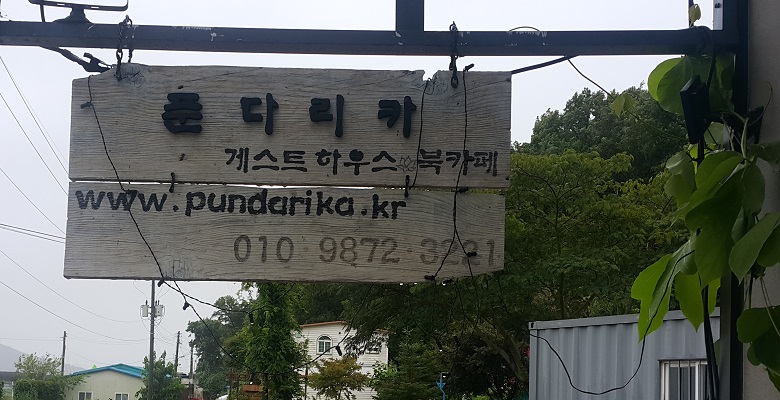 푼다리카
게스트하우스 북카페
www.pundarika.kr
010 9872-3221